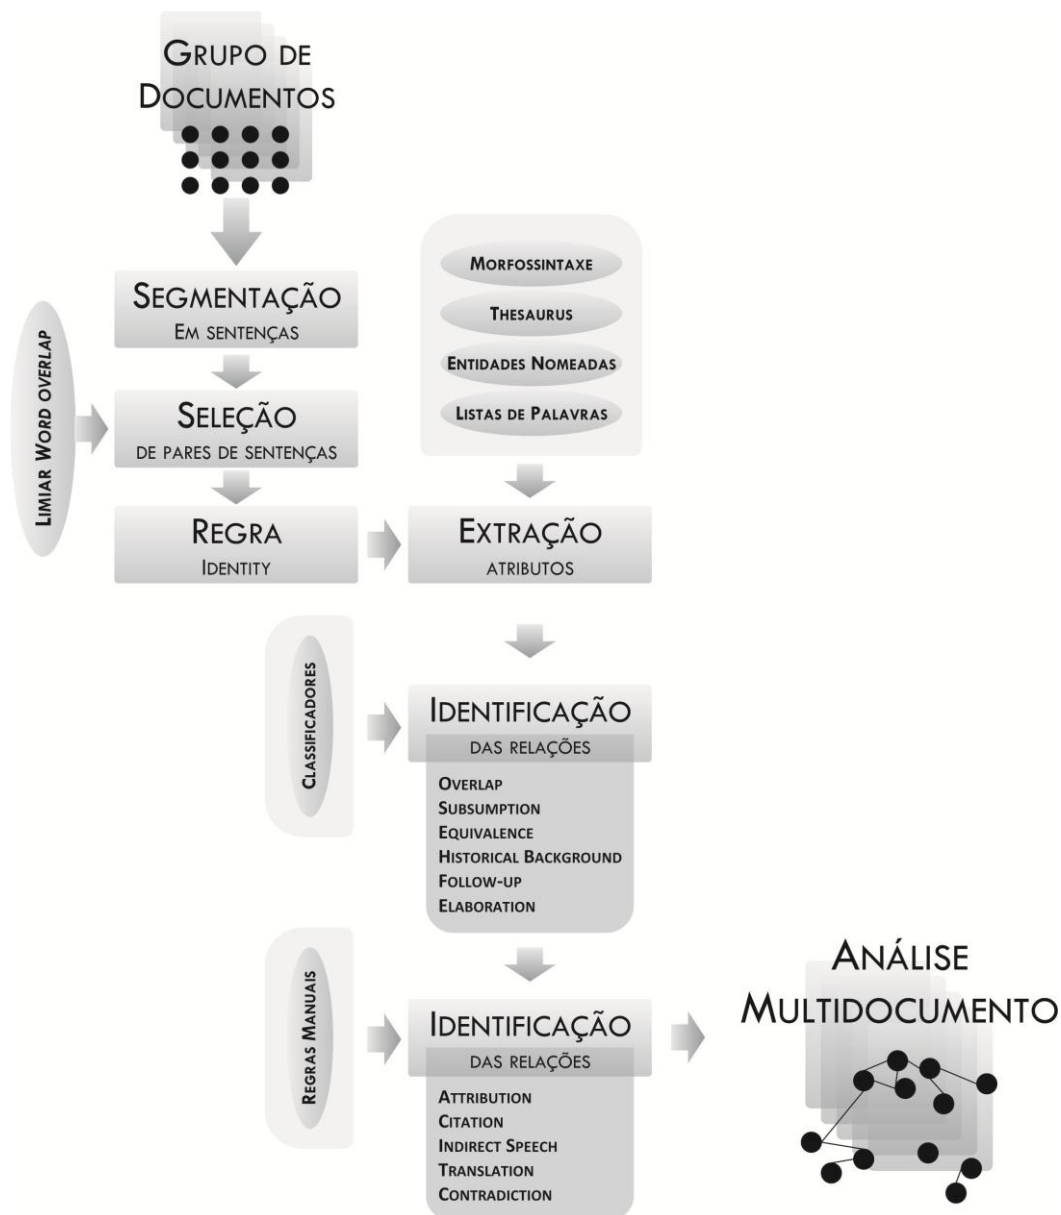 GRUPO DE
DOCUMENTOS
SEGMENTAÇÃO
EM SENTENÇAS
LIMIAR WORD OVERLAP
SELEÇÃO
DE PARES DE SENTENÇAS
REGRA
IDENTITY
MORFOSSINTAXE
THESAURUS
ENTIDADES NOMEADAS
LISTAS DE PALAVRAS
EXTRAÇÃO
ATRIBUTOS
CLASSIFICADORES
IDENTIFICAÇÃO
DAS RELAÇÕES
OVERLAP
SUBSUMPTION
EQUIVALENCE
HISTORICAL BACKGROUND
FOLLOW-UP
ELABORATION
REGRAS MANUAIS
IDENTIFICAÇÃO
DAS RELAÇÕES
ATTRIBUTION
CITATION
INDIRECT SPEECH
TRANSLATION
CONTRADICTION
ANÁLISE
MULTIDOCUMENTO